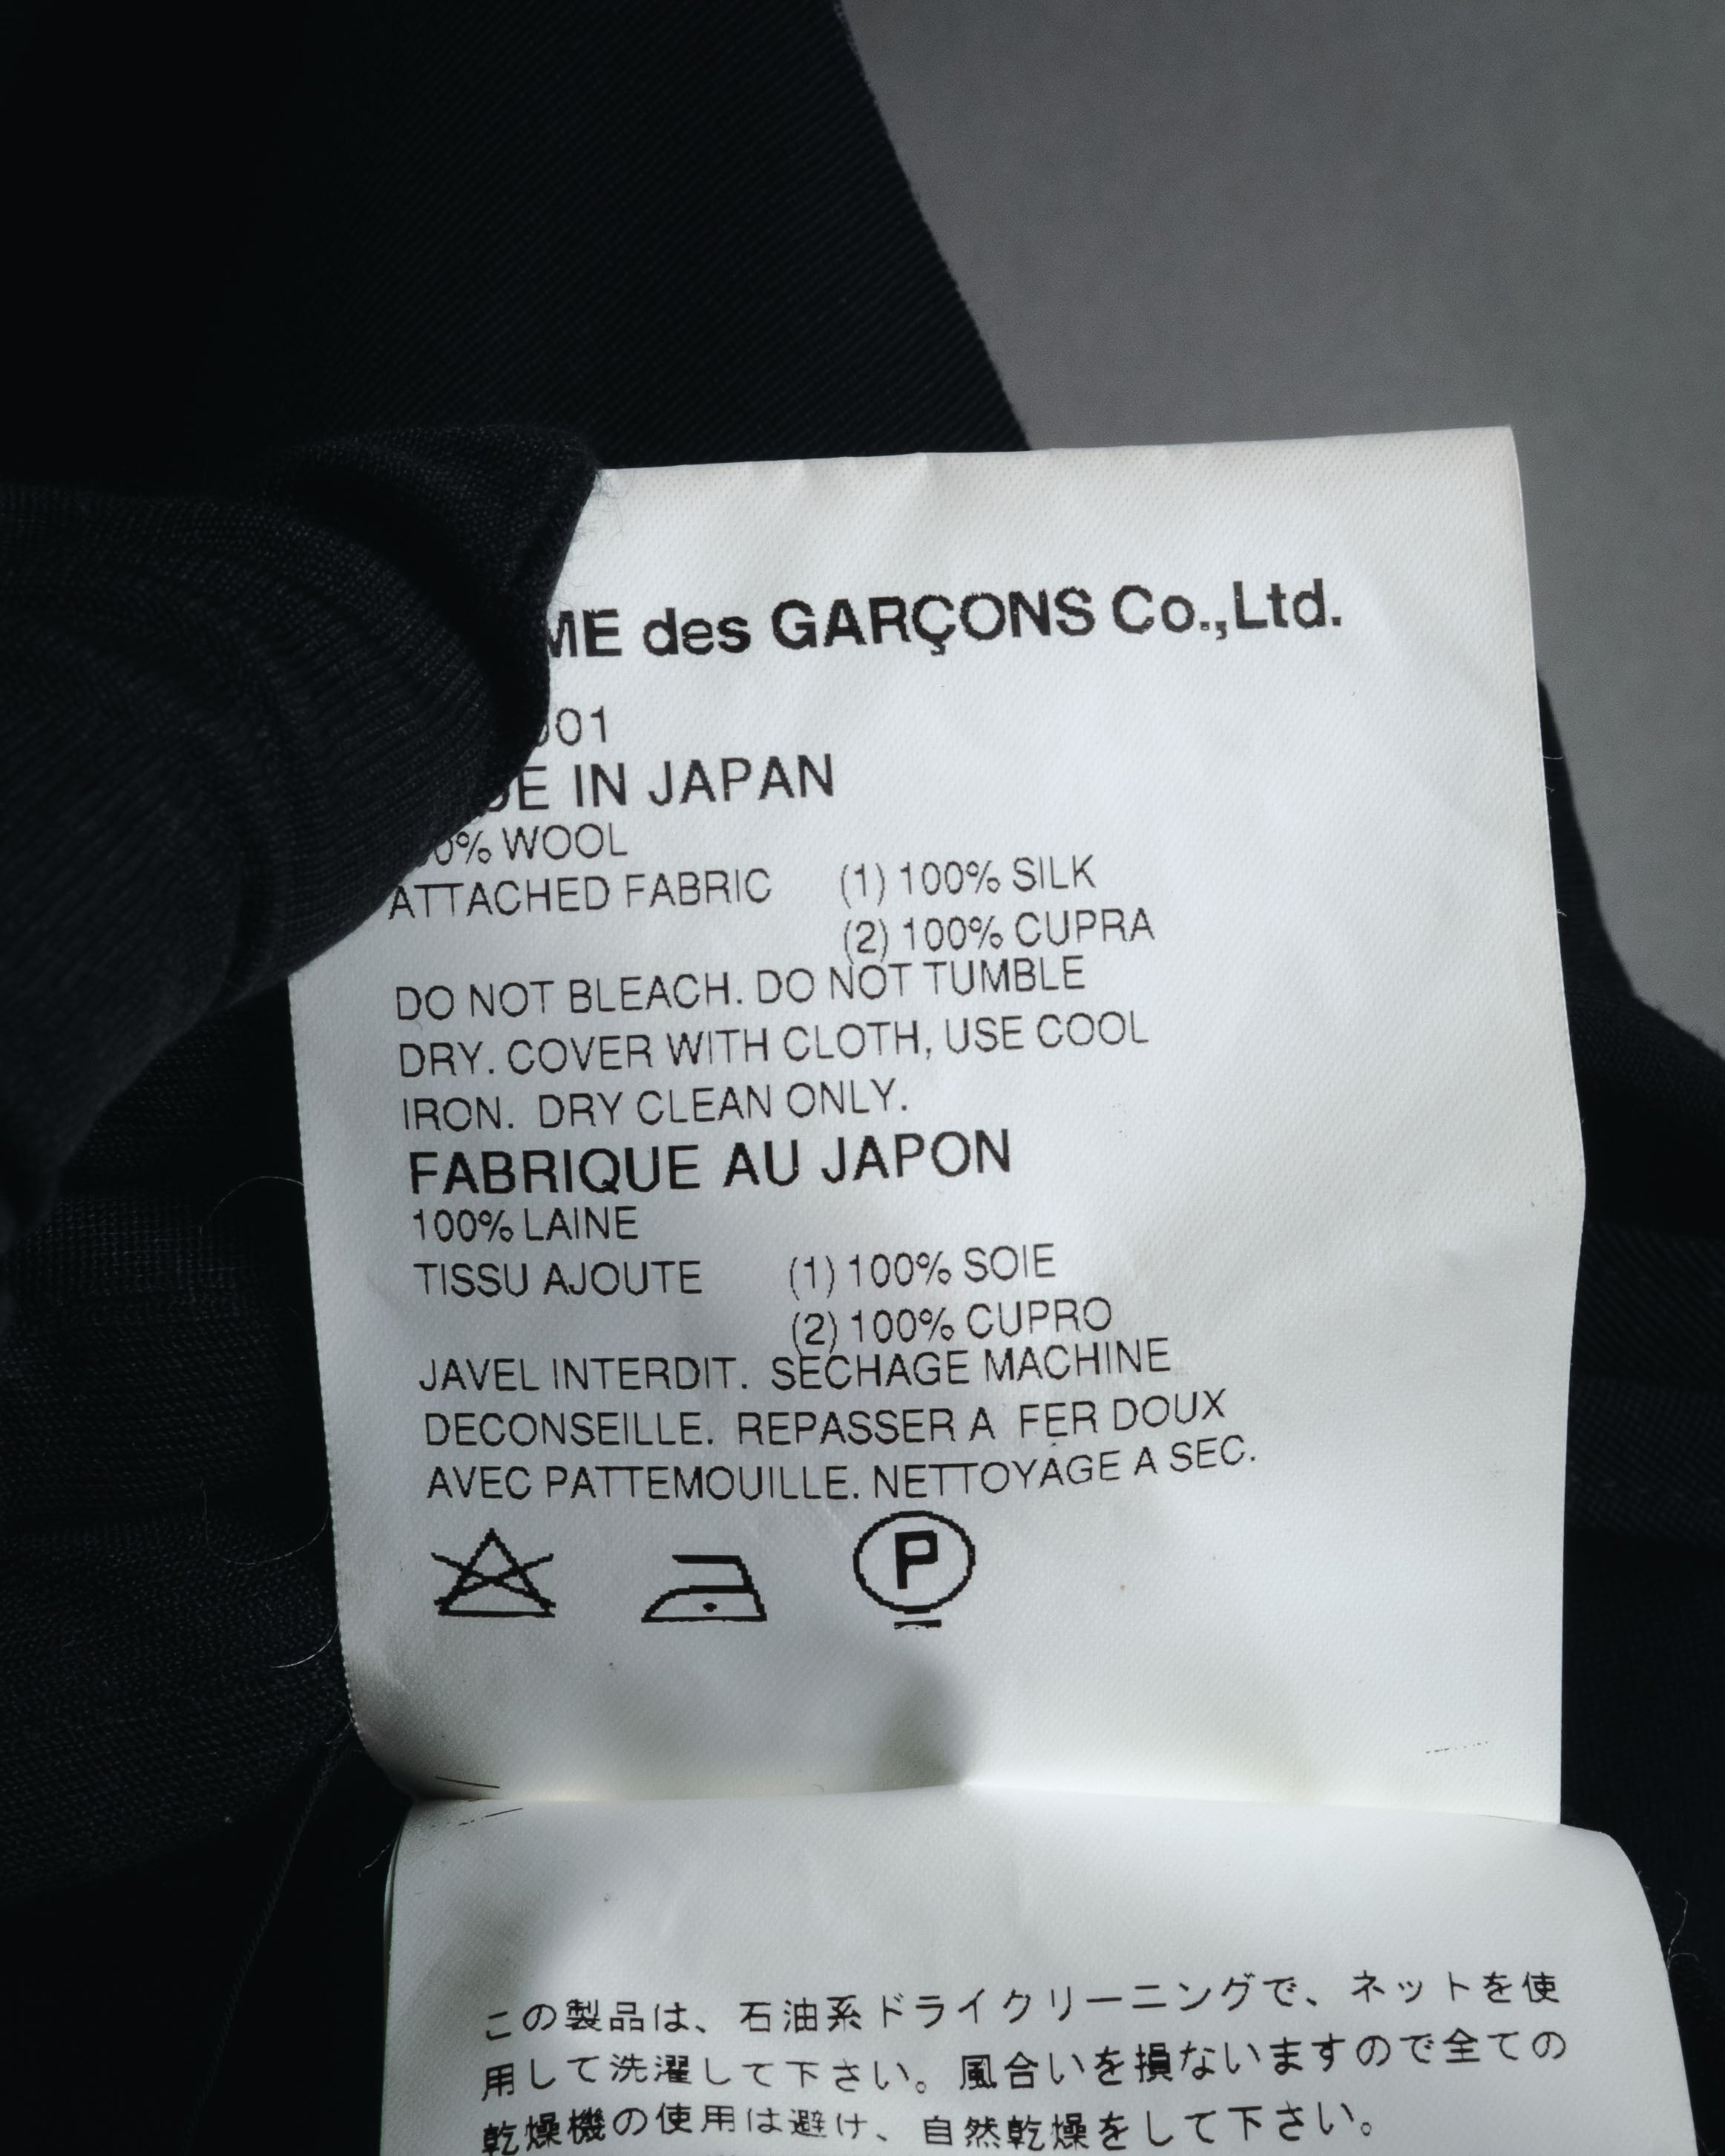 ME des GARÇONS Co.,Ltd.
001
DE IN JAPAN
00% WOOL
ATTACHED FABRIC (1) 100% SILK
(2) 100% CUPRA
DO NOT BLEACH. DO NOT TUMBLE
DRY. COVER WITH CLOTH, USE COOL
IRON. DRY CLEAN ONLY.
FABRIQUE AU JAPON
100% LAINE
TISSU AJOUTE (1) 100% SOIE
(2) 100% CUPRO
JAVEL INTERDIT. SECHAGE MACHINE
DECONSEILLE. REPASSER A FER DOUX
AVEC PATTEMOUILLE. NETTOYAGE A SEC.
P
この製品は、石油系ドライクリーニングで、ネットを使
用して洗濯して下さい。風合いを損ないますので全ての
乾燥機の使用は避け、自然乾燥をして下さい。